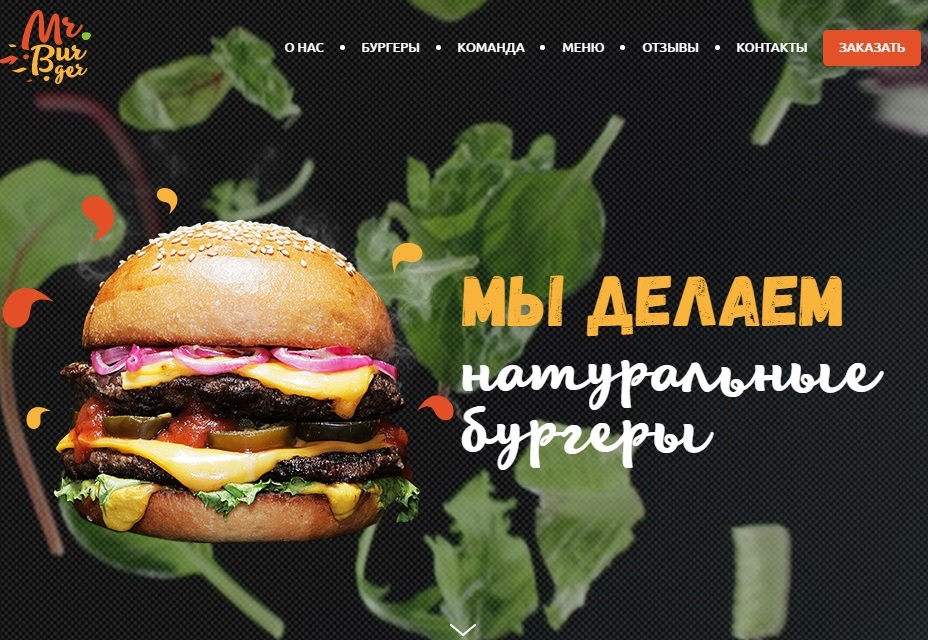 Mr.
Bur
ger
О НАС • БУРГЕРЫ • КОМАНДА • МЕНЮ • ОТЗЫВЫ • КОНТАКТЫ ЗАКАЗАТЬ
МЫ ДЕЛАЕМ
натуральные
бургеры